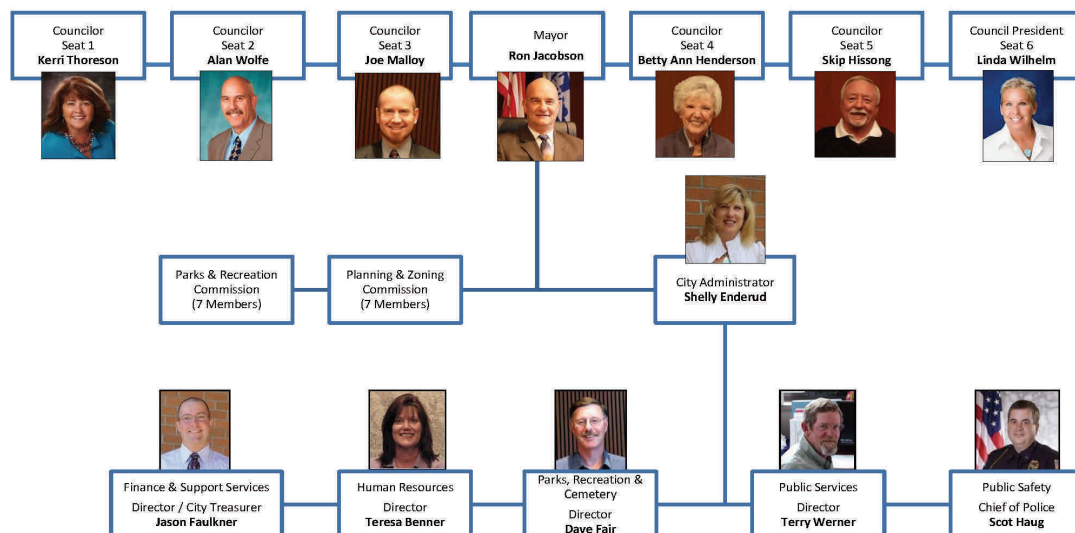 Councilor
Seat 1
Kerri Thoreson
Councilor
Seat 2
Alan Wolfe
Councilor
Seat 3
Joe Malloy
Mayor
Ron Jacobson
Councilor
Seat 4
Betty Ann Henderson
Councilor
Seat 5
Skip Hissong
Council President
Seat 6
Linda Wilhelm
Parks & Recreation
Commission
(7 Members)
Planning & Zoning
Commission
(7 Members)
City Administrator
Shelly Enderud
Finance & Support Services
Director / City Treasurer
Jason Faulkner
Human Resources
Director
Teresa Benner
Parks, Recreation &
Cemetery
Director
Dave Fair
Public Services
Director
Terry Werner
Public Safety
Chief of Police
Scot Haug